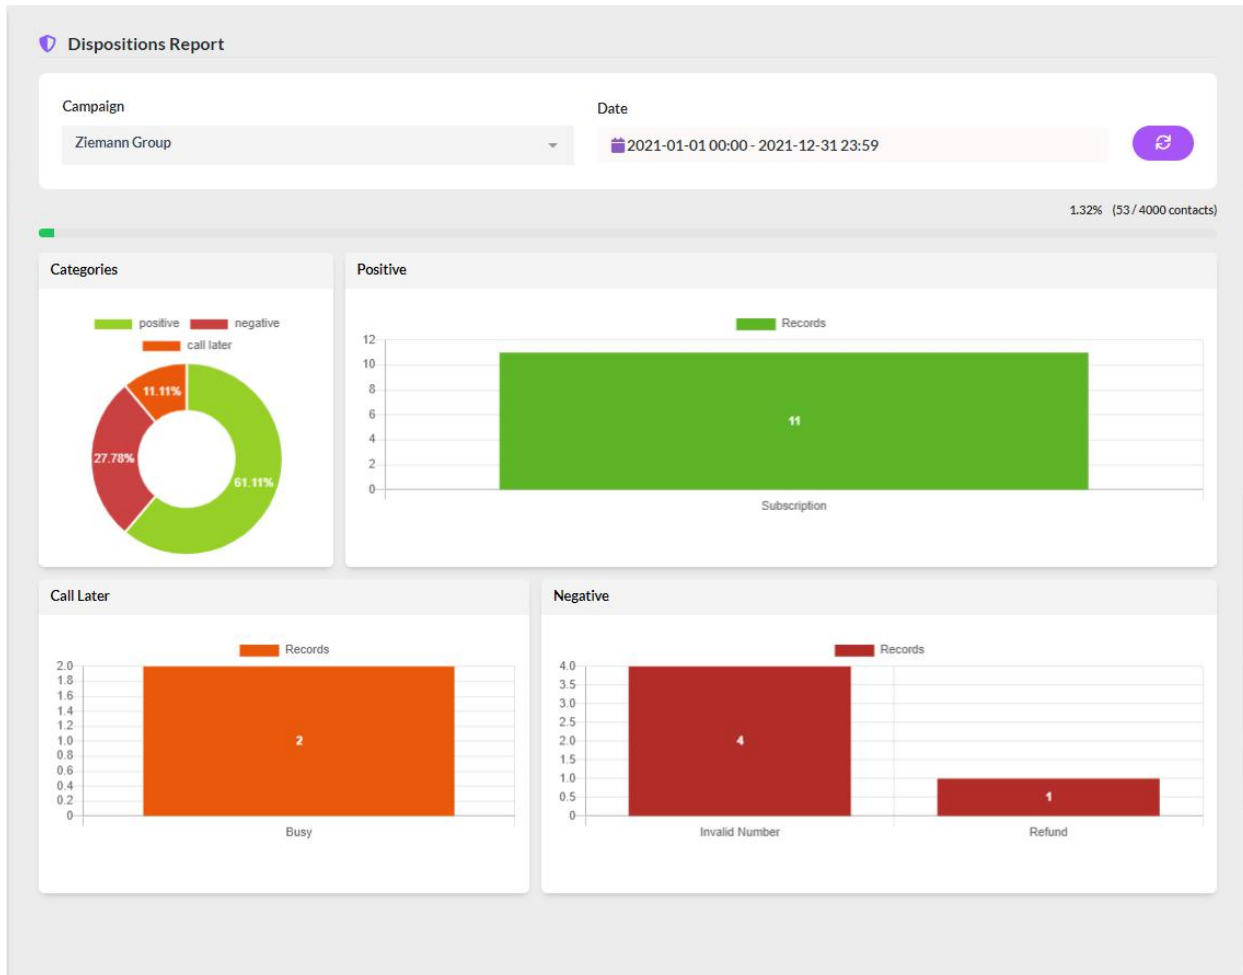 Dispositions Report
Campaign
Date
Ziemann Group
2021-01-01 00:00 - 2021-12-31 23:59
1.32% (53 / 4000 contacts)
Categories
positive negative
call later
11.11%
27.78%
61.11%
Positive
Records
12
10
8
6
4
2
0
11
Subscription
Call Later
Records
2.0
1.8
1.6
1.4
1.2
1.0
0.8
0.6
0.4
0.2
0
2
Busy
Negative
Records
4.0
3.5
3.0
2.5
2.0
1.5
1.0
0.5
0
4
1
Invalid Number Refund